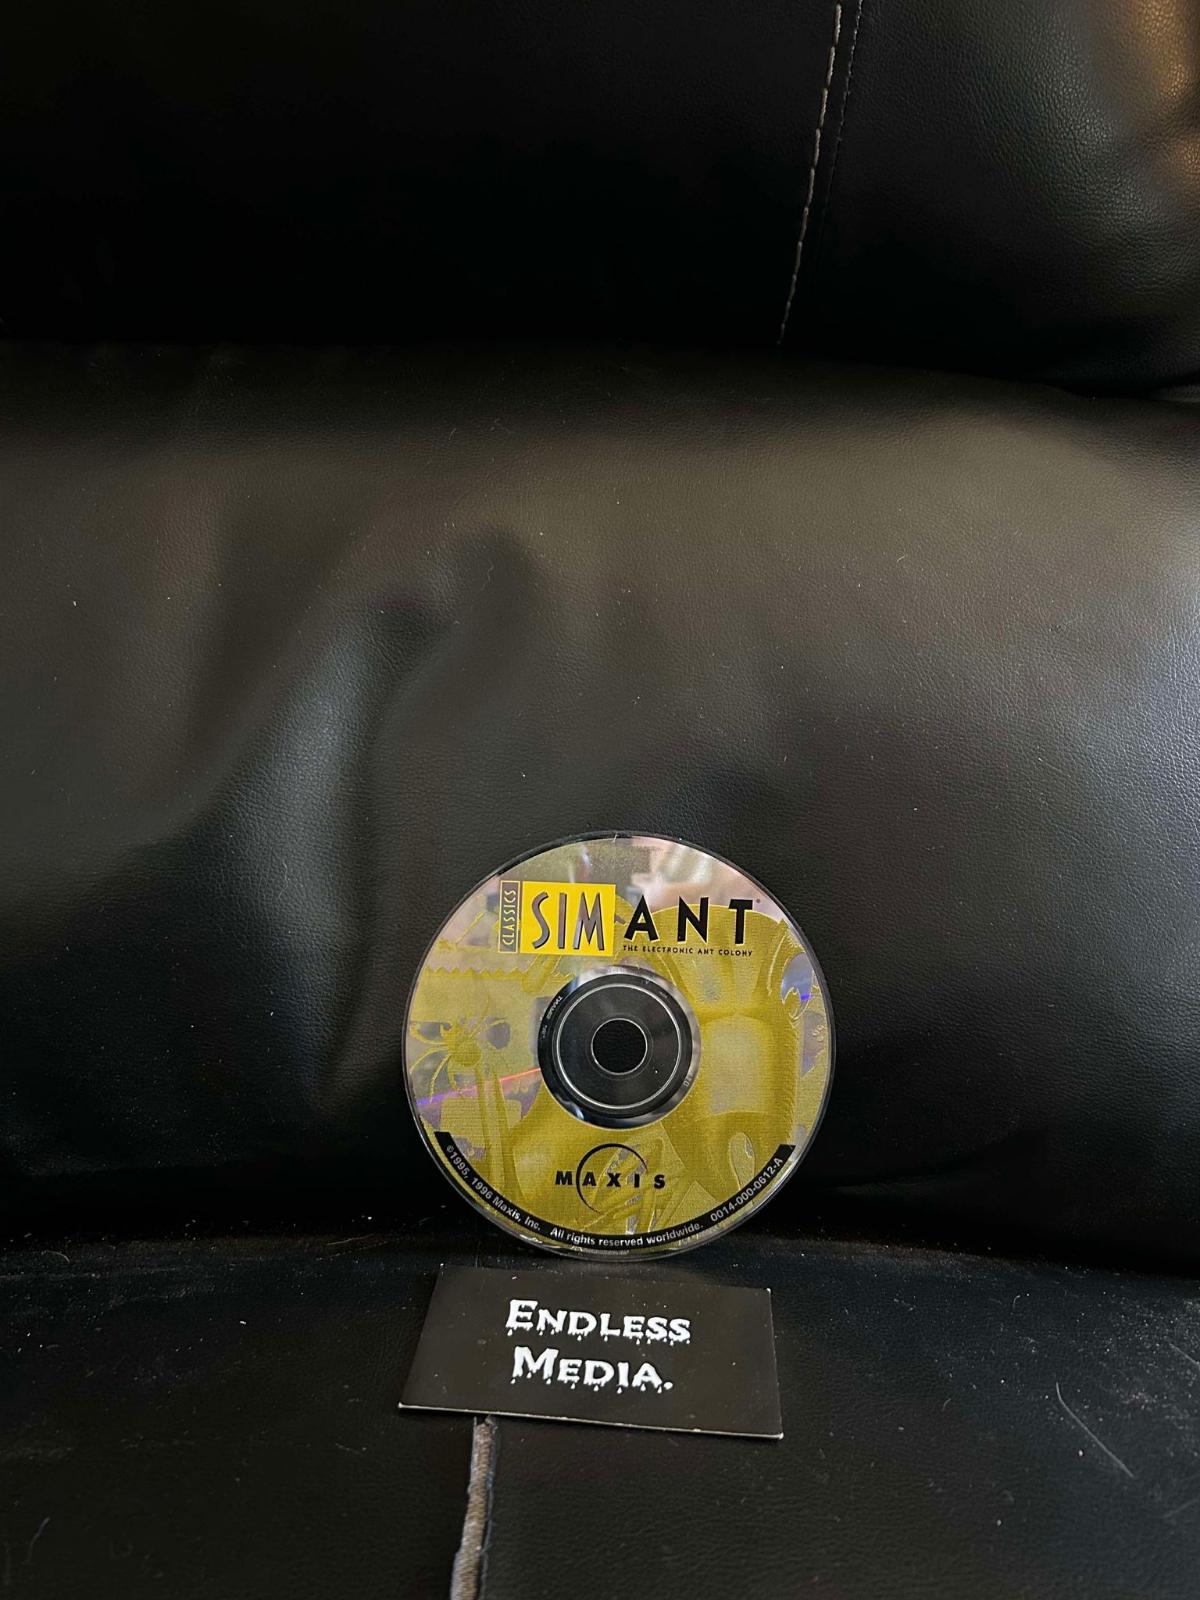 CLASSICS
SIM ANT
THE ELECTRONIC ANT COLONY
MAXIS
©1995, 1996 Maxis, Inc. All rights reserved worldwide. 0014-000-0612-A
ENDLESS
MEDIA.